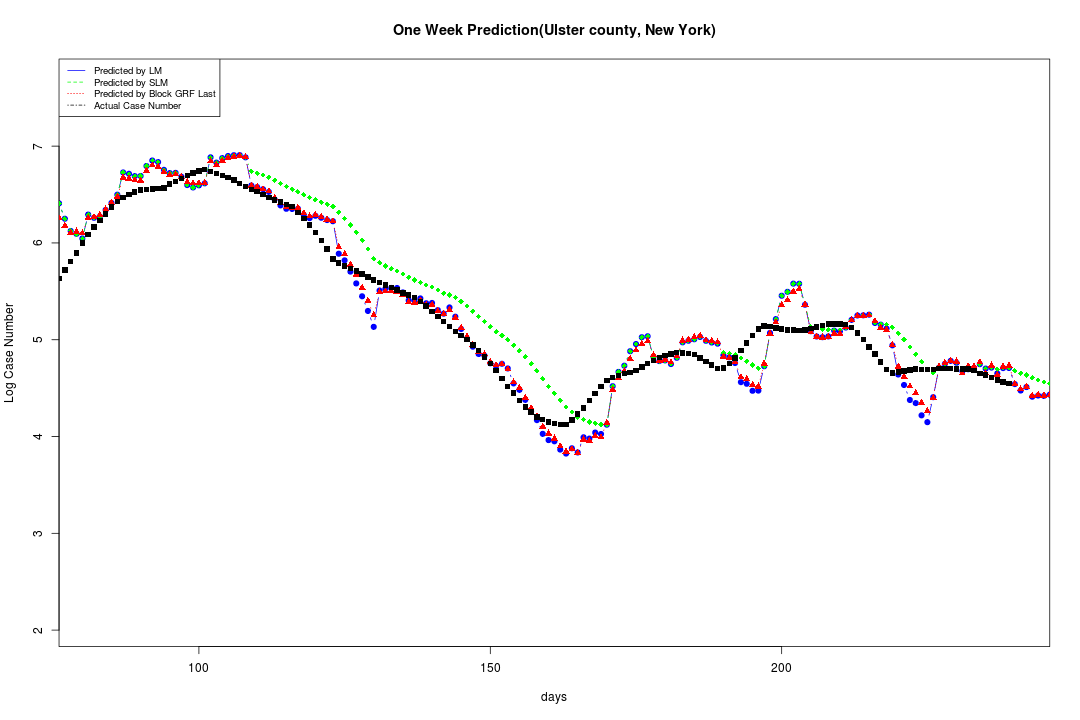 One Week Prediction(Ulster county, New York)
Predicted by LM
Predicted by SLM
Predicted by Block GRF Last
Actual Case Number
7
6
5
4
3
2
Log Case Number
100 150 200
days